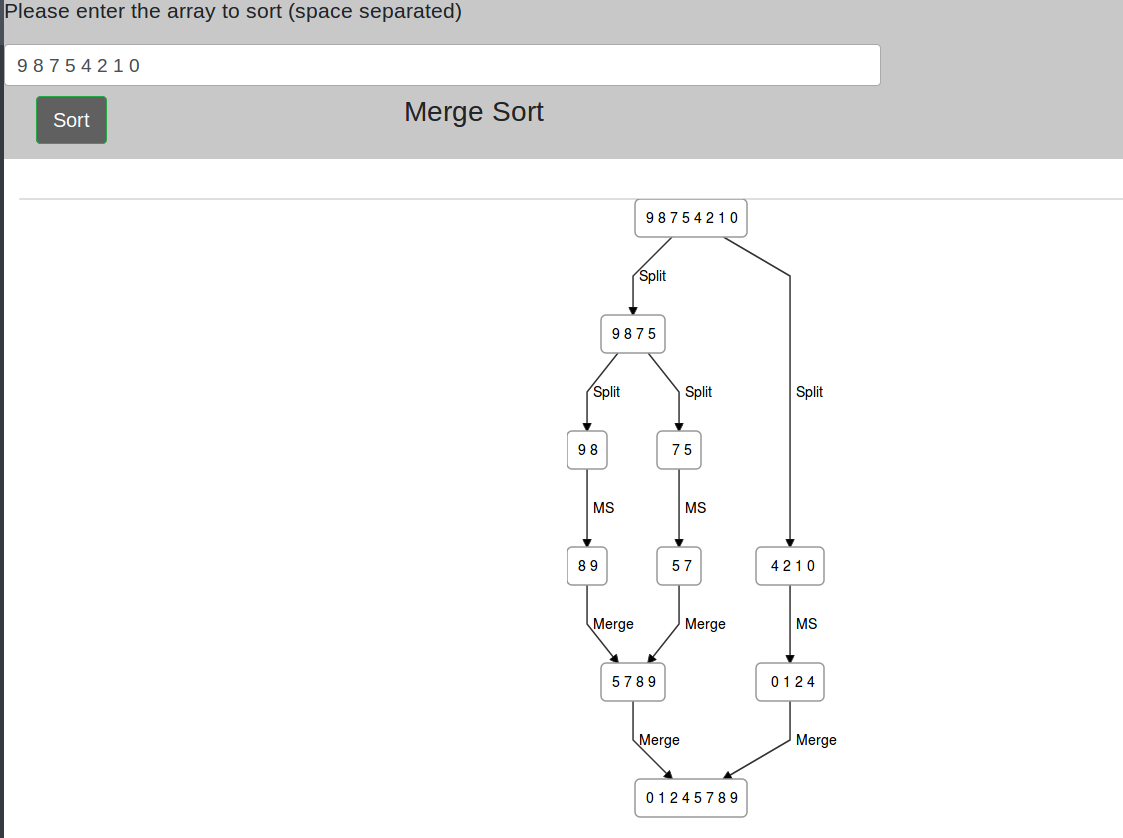 Please enter the array to sort (space separated)
9 8 7 5 4 2 1 0
Sort
Merge Sort
9 8 7 5 4 2 1 0
Split
9 8 7 5
Split
Split
Split
9 8
7 5
MS
MS
8 9
5 7
4 2 1 0
Merge
Merge
MS
5 7 8 9
0 1 2 4
Merge
Merge
0 1 2 4 5 7 8 9